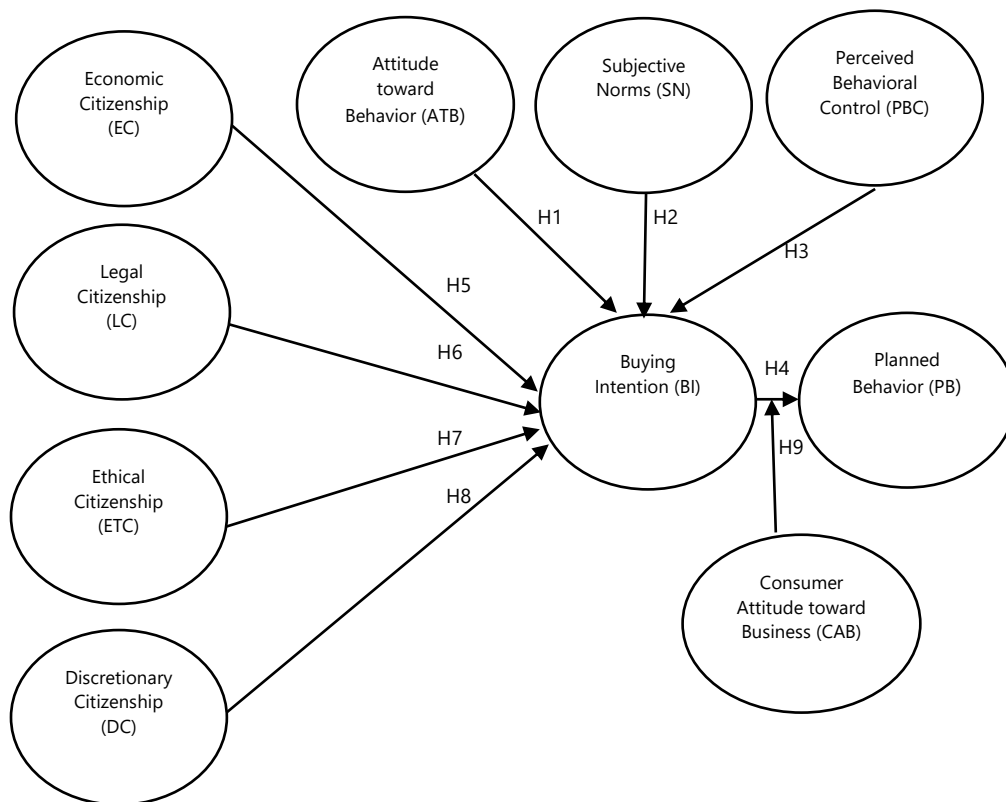 Economic
Citizenship
(EC)
Attitude
toward
Behavior (ATB)
Subjective
Norms (SN)
Perceived
Behavioral
Control (PBC)
H1
H2
H3
Legal
Citizenship
(LC)
H5
H6
Buying
Intention (BI)
H4
Planned
Behavior (PB)
Ethical
Citizenship
(ETC)
H7
H8
H9
Consumer
Attitude toward
Business (CAB)
Discretionary
Citizenship
(DC)